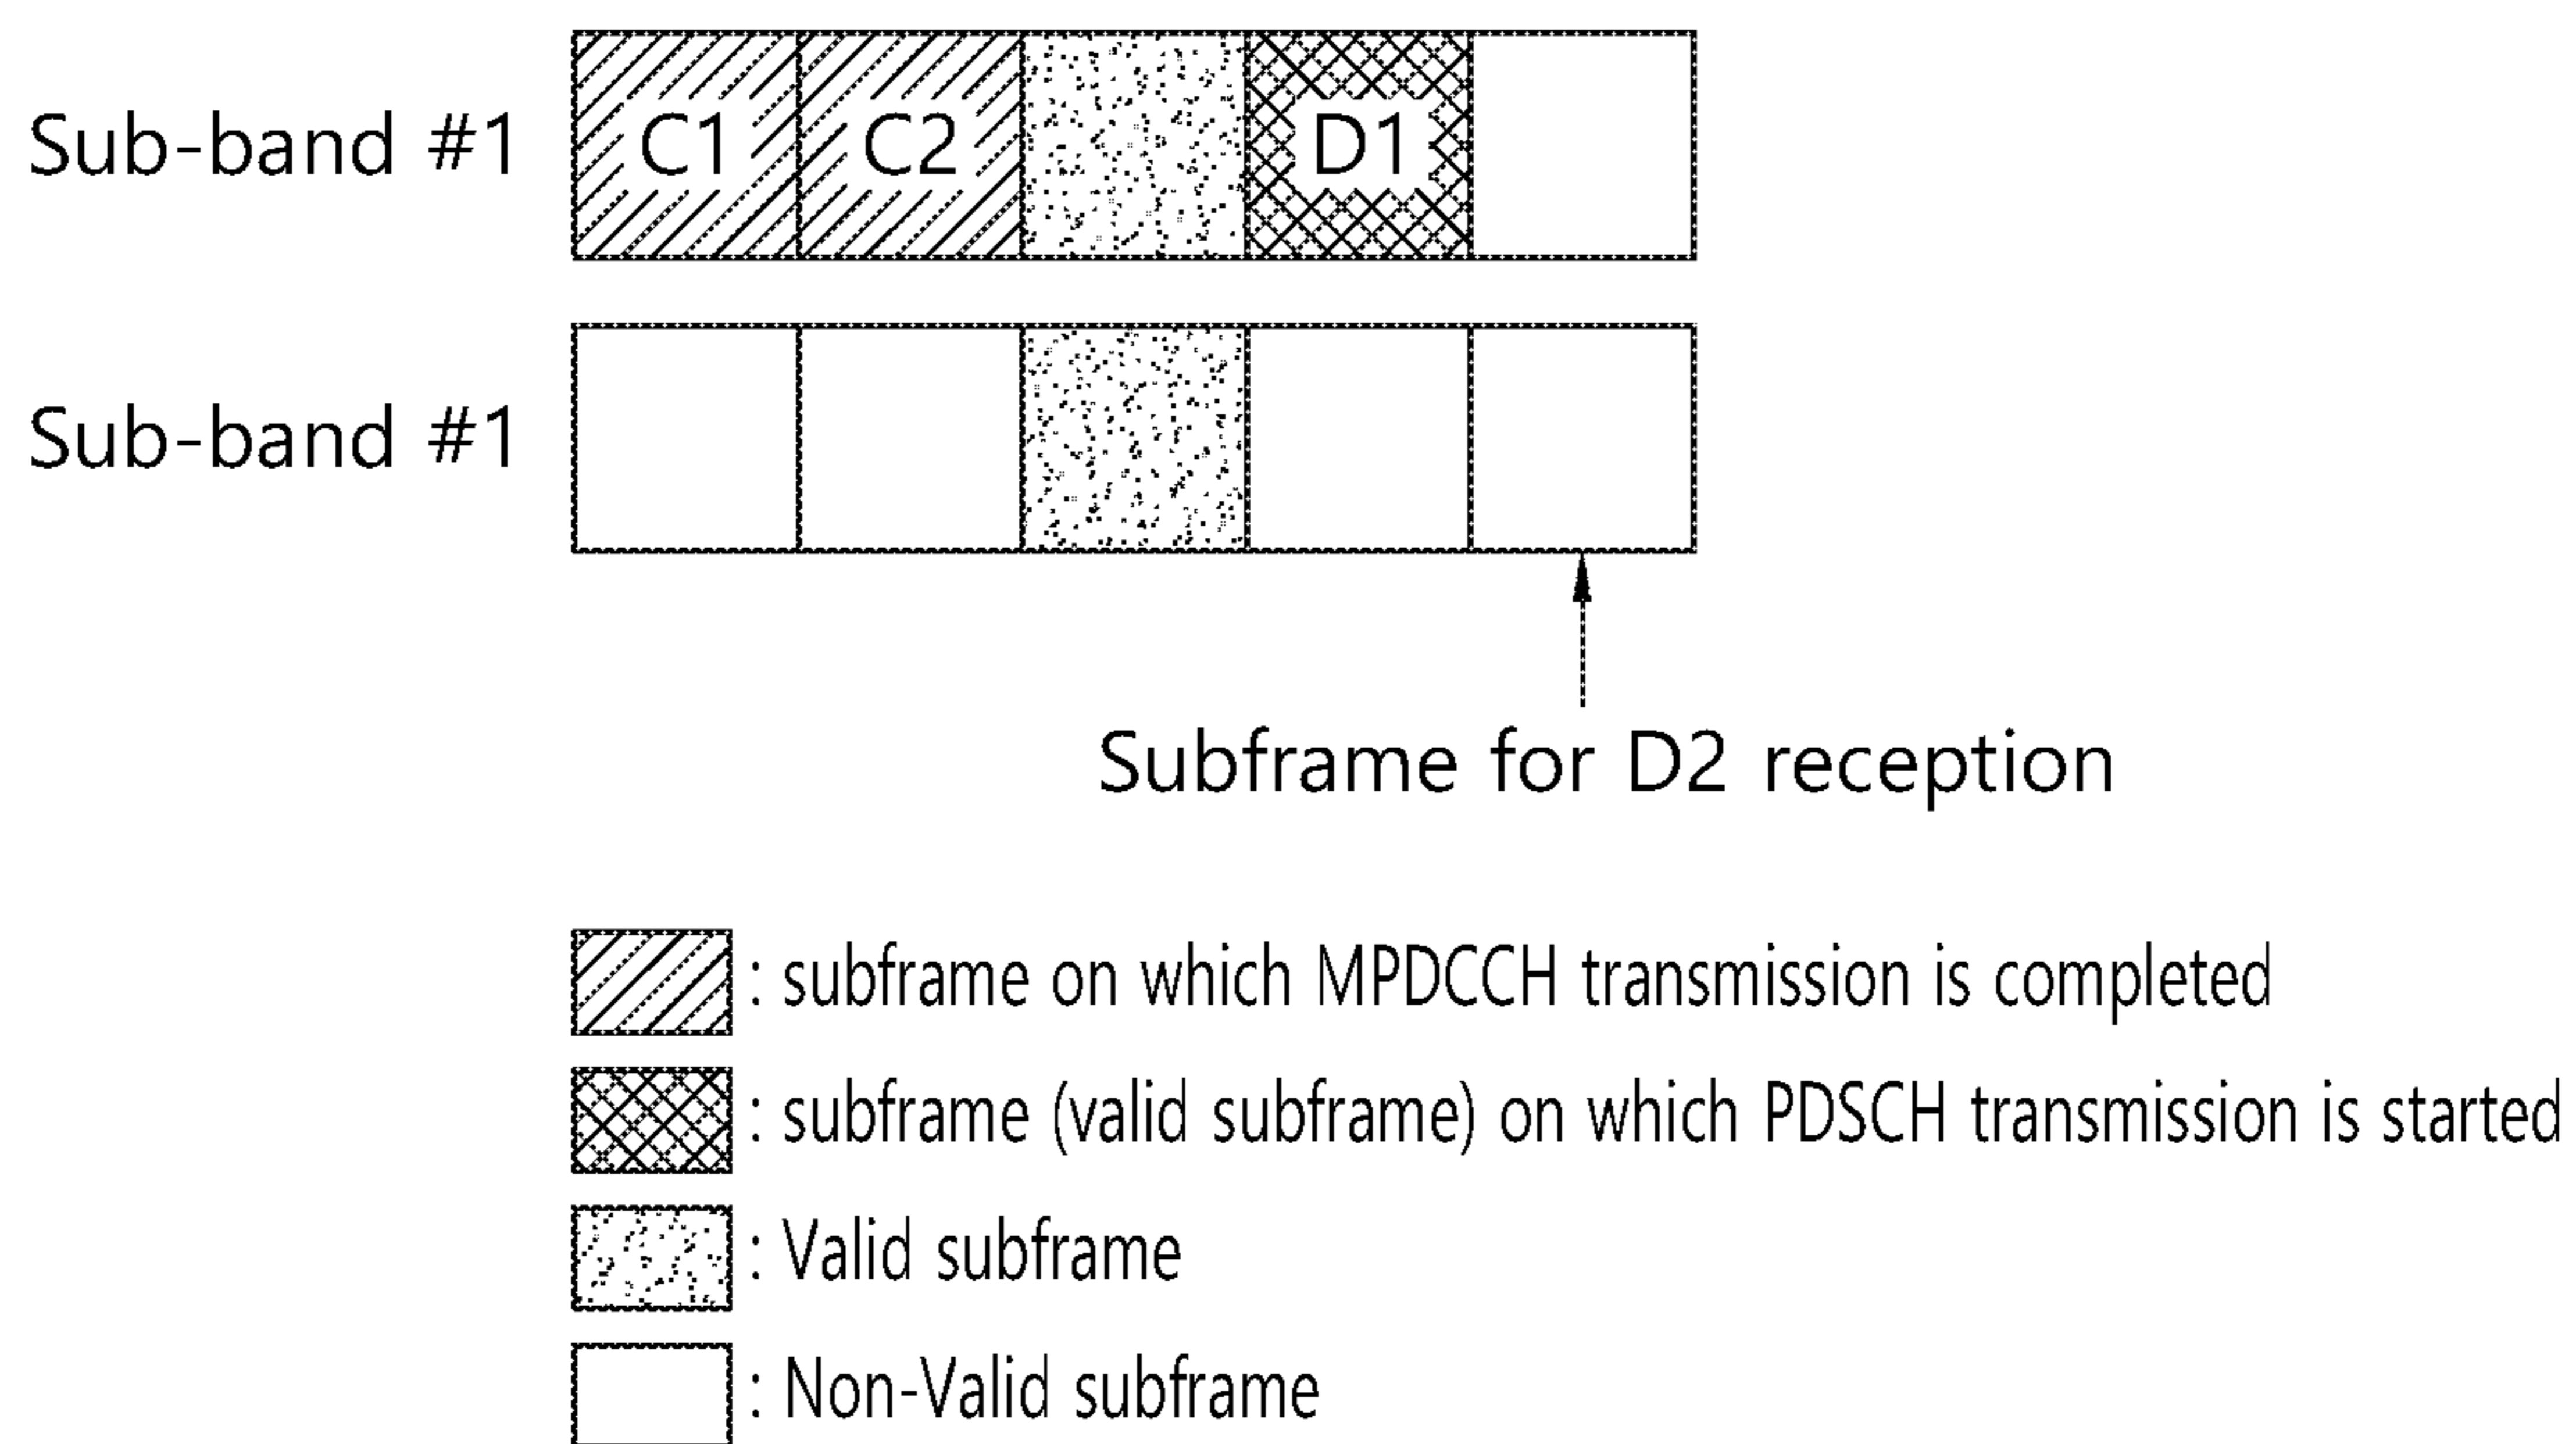 Sub-band #1 C1 C2 D1
Sub-band #1
Subframe for D2 reception
: subframe on which MPDCCH transmission is completed
: subframe (valid subframe) on which PDSCH transmission is started
: Valid subframe
: Non-Valid subframe